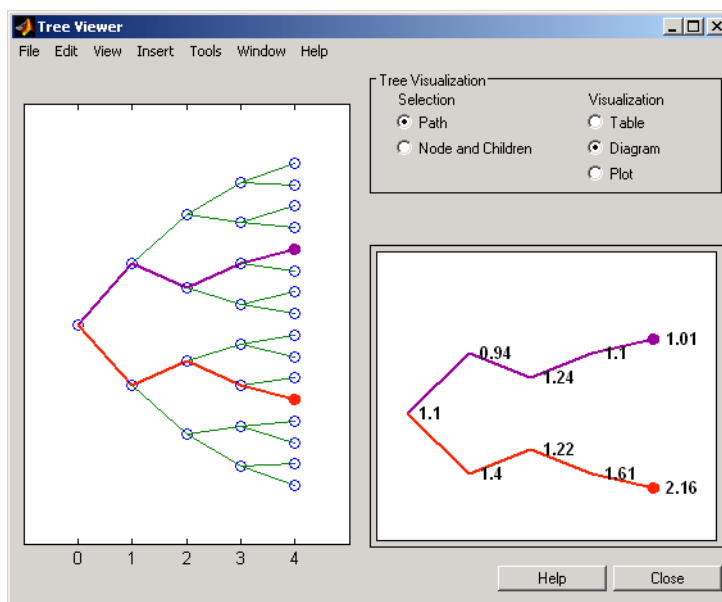 Tree Viewer
File Edit View Insert Tools Window Help
Tree Visualization
Selection
Path
Node and Children
Visualization
Table
Diagram
Plot
0 1 2 3 4
1.1
0.94
1.24
1.1
1.01
1.4
1.22
1.61
2.16
Help
Close